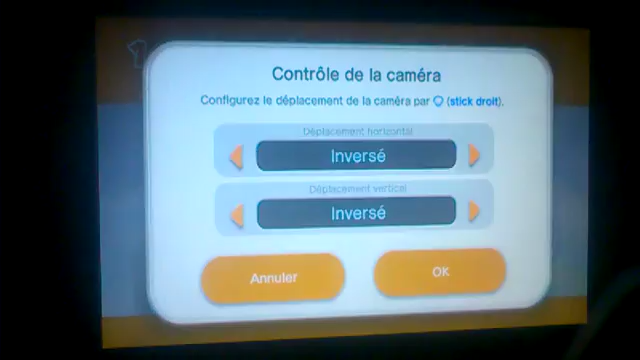 Contrôle de la caméra
Configurez le déplacement de la caméra par (stick droit).
Déplacement horizontal
Inversé
Déplacement vertical
Inversé
Annuler
OK